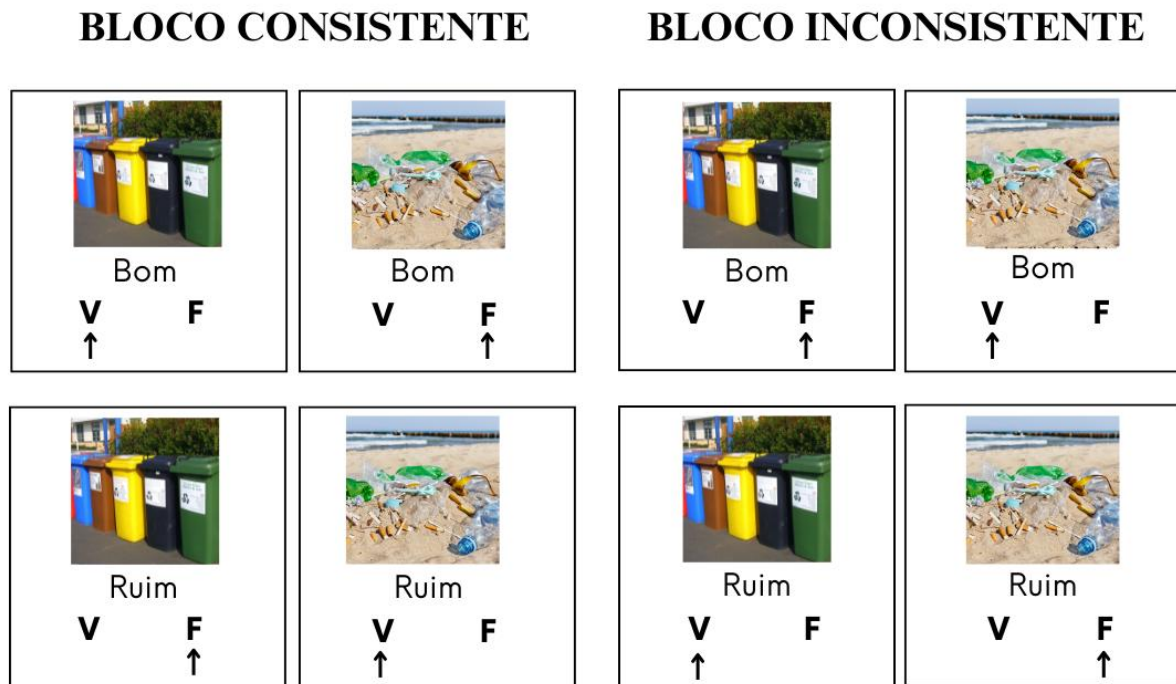 BLOCO CONSISTENTE
BLOCO INCONSISTENTE
Bom
V F
↑
Bom
V F
↑
Bom
V F
↑
Bom
V F
↑
Ruim
V F
↑
Ruim
V F
↑
Ruim
V F
↑
Ruim
V F
↑